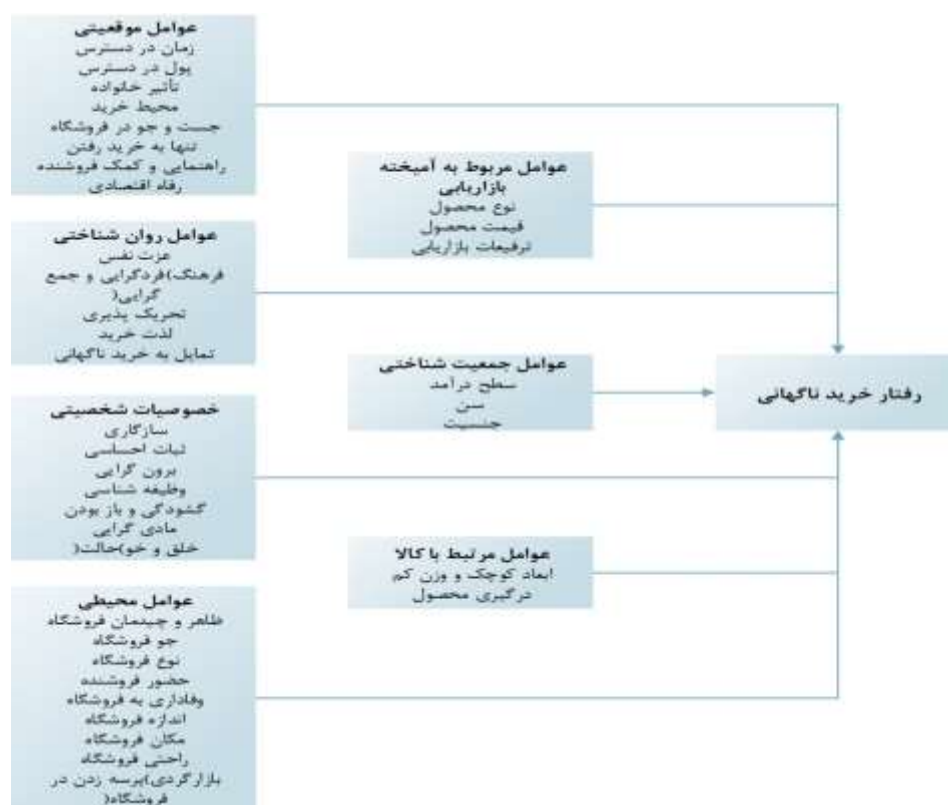 عوامل موقعیتی
زمان در دسترس
پول در دسترس
تأثیر خانواده
محیط خرید
جست و جو در فروشگاه
تنها به خرید رفتن
راهنمایی و کمک فروشنده
رفاه اقتصادی
عوامل مربوط به آمیخته
بازاریابی
نوع محصول
قیمت محصول
ترفیعات بازاریابی
عوامل روان شناختی
عزت نفس
فرهنگ)فردگرایی و جمع
گرایی(
تحریک پذیری
لذت خرید
تمایل به خرید ناگهانی
عوامل جمعیت شناختی
سطح درآمد
سن
جنسیت
رفتار خرید ناگهانی
خصوصیات شخصیتی
سازگاری
ثبات احساسی
برون گرایی
وظیفه شناسی
گشودگی و باز بودن
مادی گرایی
خلق و خو)حالت(
عوامل مرتبط با کالا
ابعاد کوچک و وزن کم
درگیری محصول
عوامل محیطی
ظاهر و چیدمان فروشگاه
جو فروشگاه
نوع فروشگاه
حضور فروشنده
وفاداری به فروشگاه
اندازه فروشگاه
مکان فروشگاه
راحتی فروشگاه
بازارگردی)پرسه زدن در
فروشگاه(